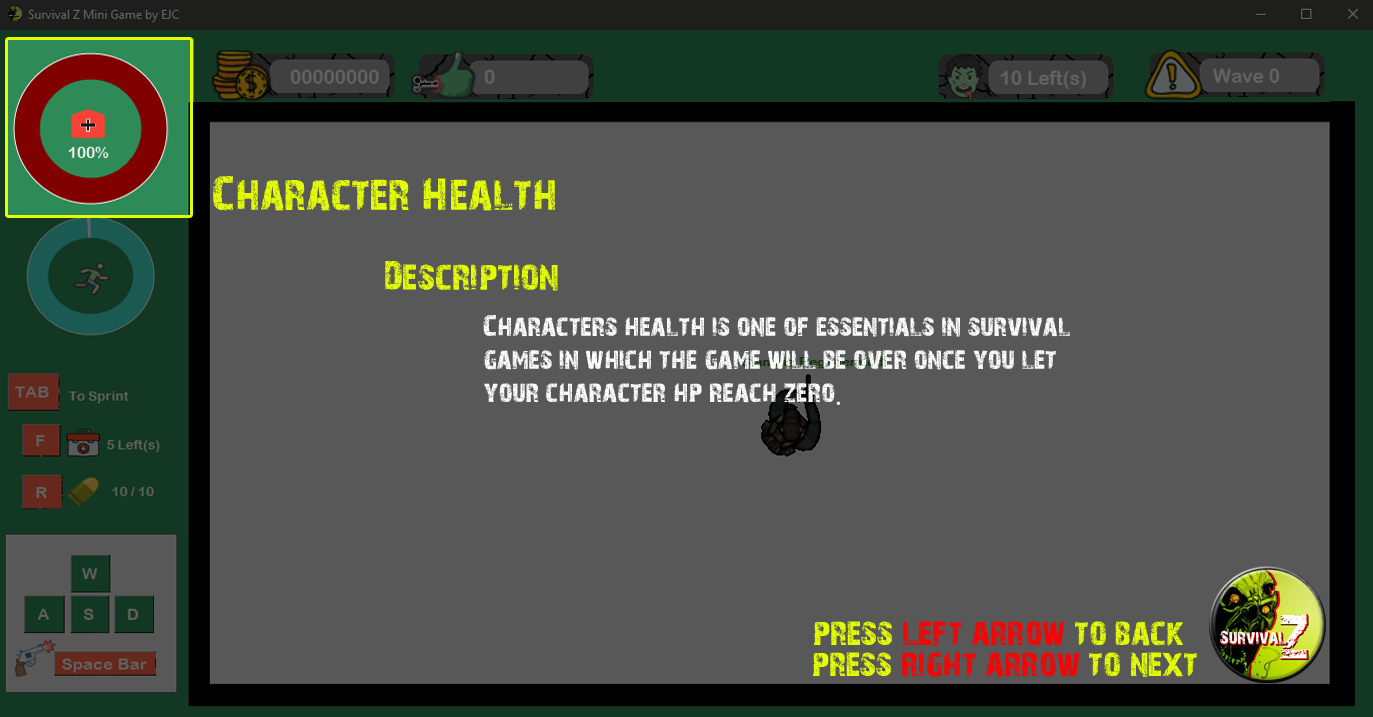 Survival Z Mini Game by EJC
00000000
0
10 Left(s)
Wave 0
100%
Character Health
Description
Characters health is one of essentials in survival
games in which the game will be over once you let
your character HP reach zero.
TAB To Sprint
F 5 Left(s)
R 10 / 10
W
A S D
Space Bar
PRESS LEFT ARROW TO BACK
PRESS RIGHT ARROW TO NEXT
SURVIVAL Z